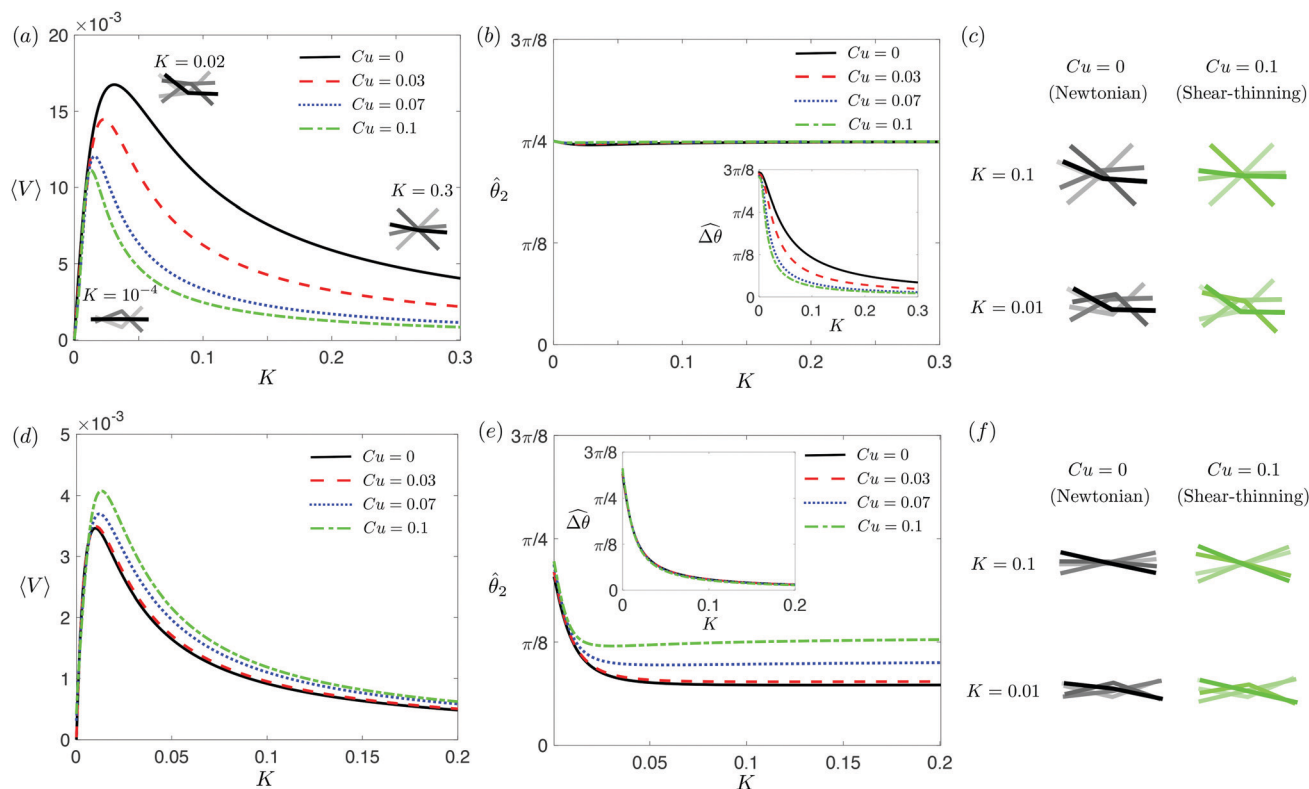 (a)
×10⁻³
20
15
10
5
0
⟨V⟩
0
0.1
0.2
0.3
K
K = 0.02
K = 0.3
K = 10⁻⁴
Cu = 0
Cu = 0.03
Cu = 0.07
Cu = 0.1
(b)
3π/8
π/4
π/8
0
θ̂₂
0
0.1
0.2
0.3
K
Cu = 0
Cu = 0.03
Cu = 0.07
Cu = 0.1
3π/8
π/4
π/8
0
Δθ̂
0
0.1
0.2
0.3
K
(c)
Cu = 0 Cu = 0.1
(Newtonian) (Shear-thinning)
K = 0.1
K = 0.01
(d)
×10⁻³
5
4
3
2
1
0
⟨V⟩
0
0.05
0.1
0.15
0.2
K
Cu = 0
Cu = 0.03
Cu = 0.07
Cu = 0.1
(e)
3π/8
π/4
π/8
0
θ̂₂
0.05
0.1
0.15
0.2
K
3π/8
π/4
π/8
0
Δθ̂
0
0.1
0.2
K
Cu = 0
Cu = 0.03
Cu = 0.07
Cu = 0.1
(f)
Cu = 0 Cu = 0.1
(Newtonian) (Shear-thinning)
K = 0.1
K = 0.01